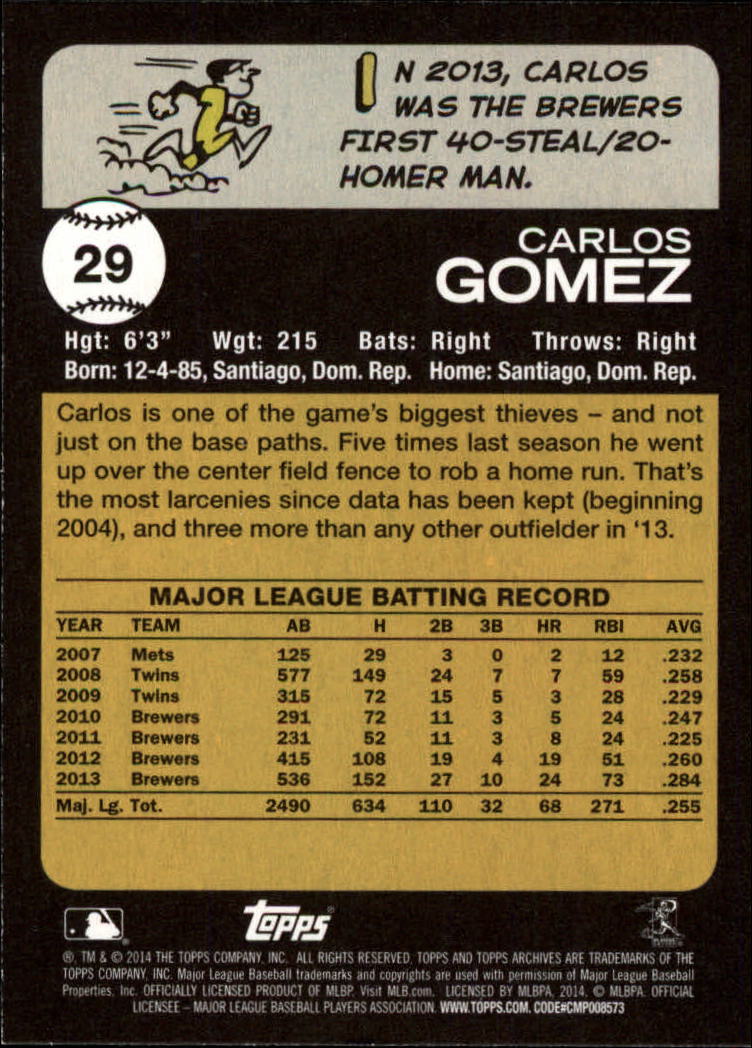 IN 2013, CARLOS
WAS THE BREWERS
FIRST 40-STEAL/20-
HOMER MAN.
29
CARLOS
GOMEZ
Hgt: 6'3" Wgt: 215 Bats: Right Throws: Right
Born: 12-4-85, Santiago, Dom. Rep. Home: Santiago, Dom. Rep.
Carlos is one of the game's biggest thieves – and not
just on the base paths. Five times last season he went
up over the center field fence to rob a home run. That's
the most larcenies since data has been kept (beginning
2004), and three more than any other outfielder in '13.
MAJOR LEAGUE BATTING RECORD
YEAR TEAM AB H 2B 3B HR RBI AVG
2007 Mets 125 29 3 0 2 12 .232
2008 Twins 577 149 24 7 7 59 .258
2009 Twins 315 72 15 5 3 28 .229
2010 Brewers 291 72 11 3 5 24 .247
2011 Brewers 231 52 11 3 8 24 .225
2012 Brewers 415 108 19 4 19 51 .260
2013 Brewers 536 152 27 10 24 73 .284
Maj. Lg. Tot. 2490 634 110 32 68 271 .255
Topps®
®, TM & © 2014 THE TOPPS COMPANY, INC. ALL RIGHTS RESERVED. TOPPS AND TOPPS ARCHIVES ARE TRADEMARKS OF THE
TOPPS COMPANY, INC. Major League Baseball trademarks and copyrights are used with permission of Major League Baseball
Properties, Inc. OFFICIALLY LICENSED PRODUCT OF MLBP. Visit MLB.com. LICENSED BY MLBPA, 2014. © MLBPA. OFFICIAL
LICENSEE – MAJOR LEAGUE BASEBALL PLAYERS ASSOCIATION. WWW.TOPPS.COM. CODE#CMP008573